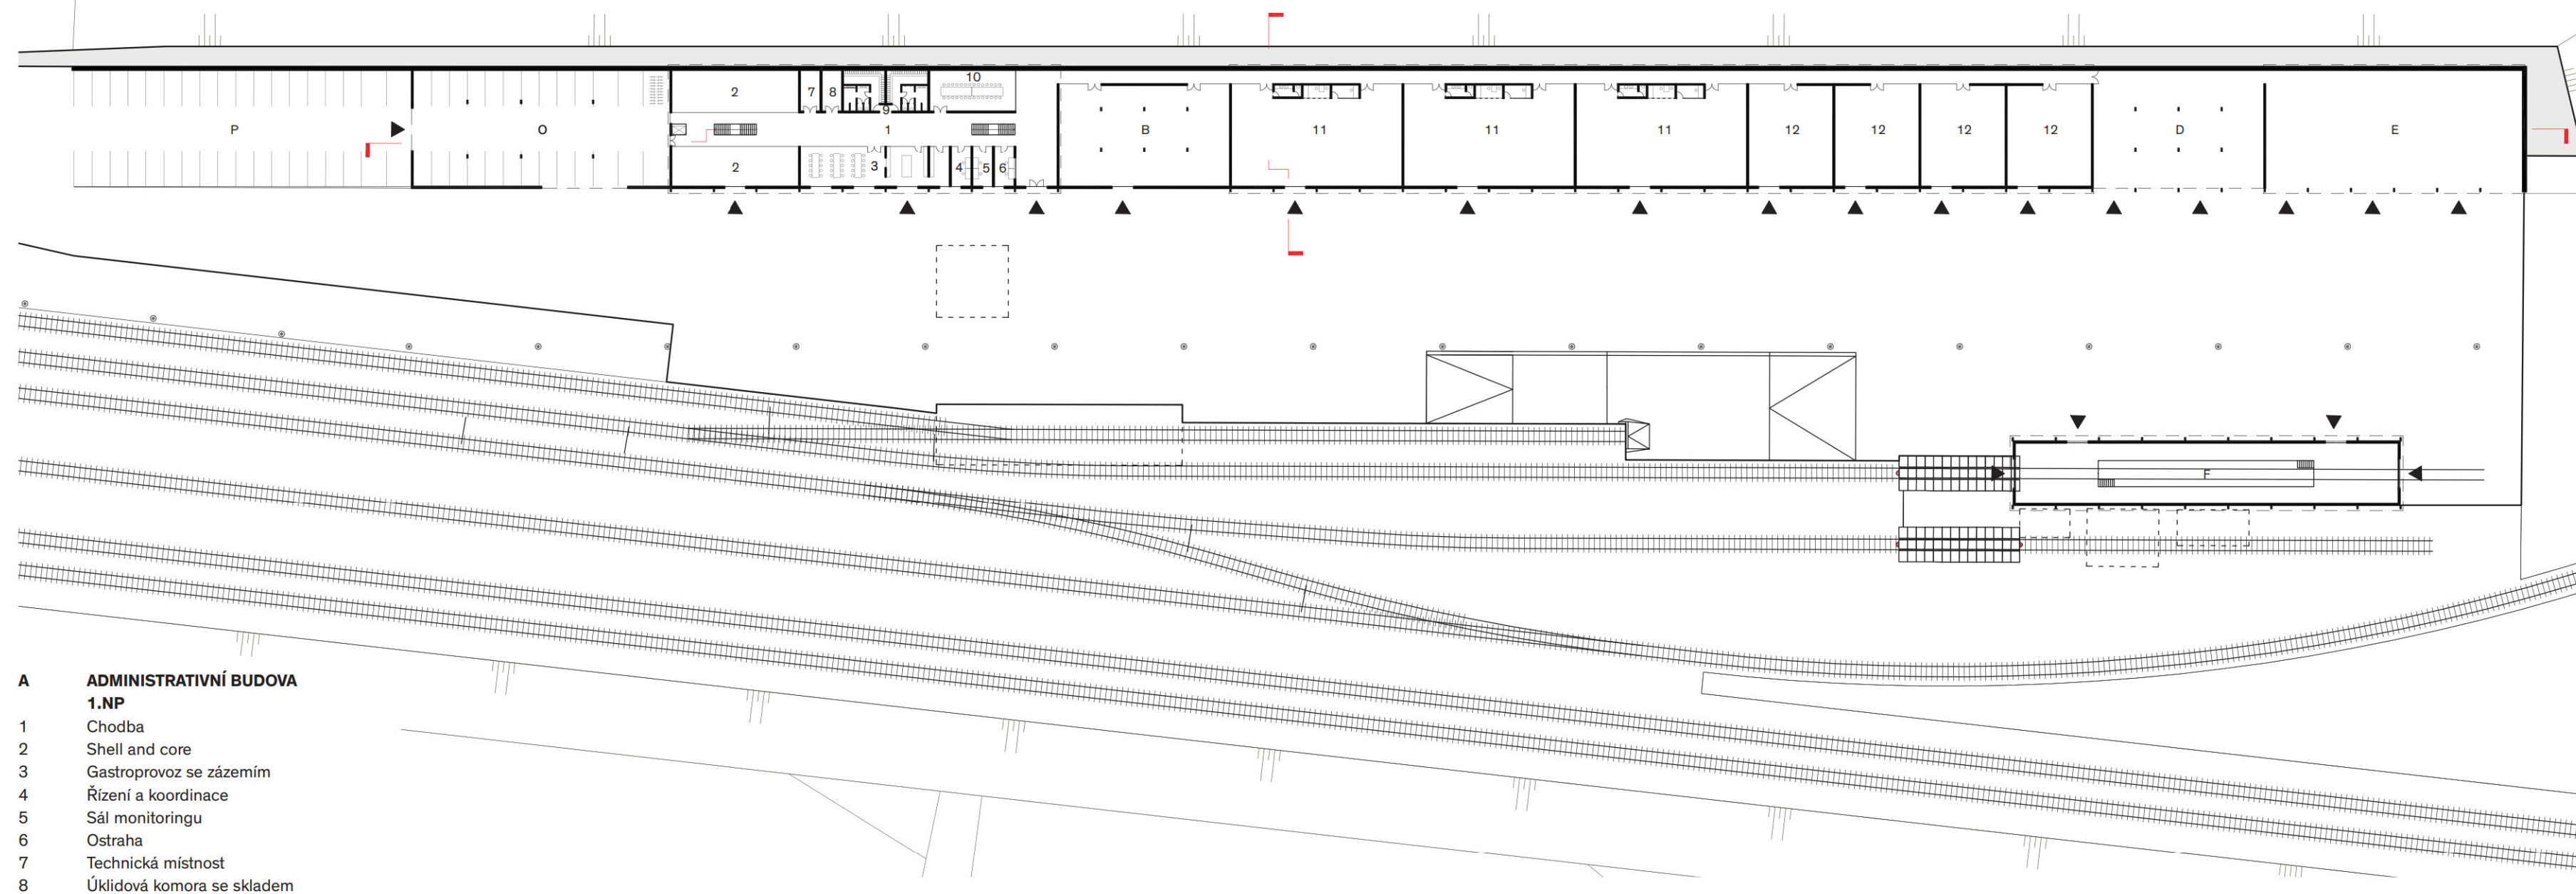 10
2 7 8
9
P O 1 B 11 11 11 12 12 12 12 D E
2 3 4 5 6
F
A ADMINISTRATIVNÍ BUDOVA
1.NP
1 Chodba
2 Shell and core
3 Gastroprovoz se zázemím
4 Řízení a koordinace
5 Sál monitoringu
6 Ostraha
7 Technická místnost
8 Úklidová komora se skladem